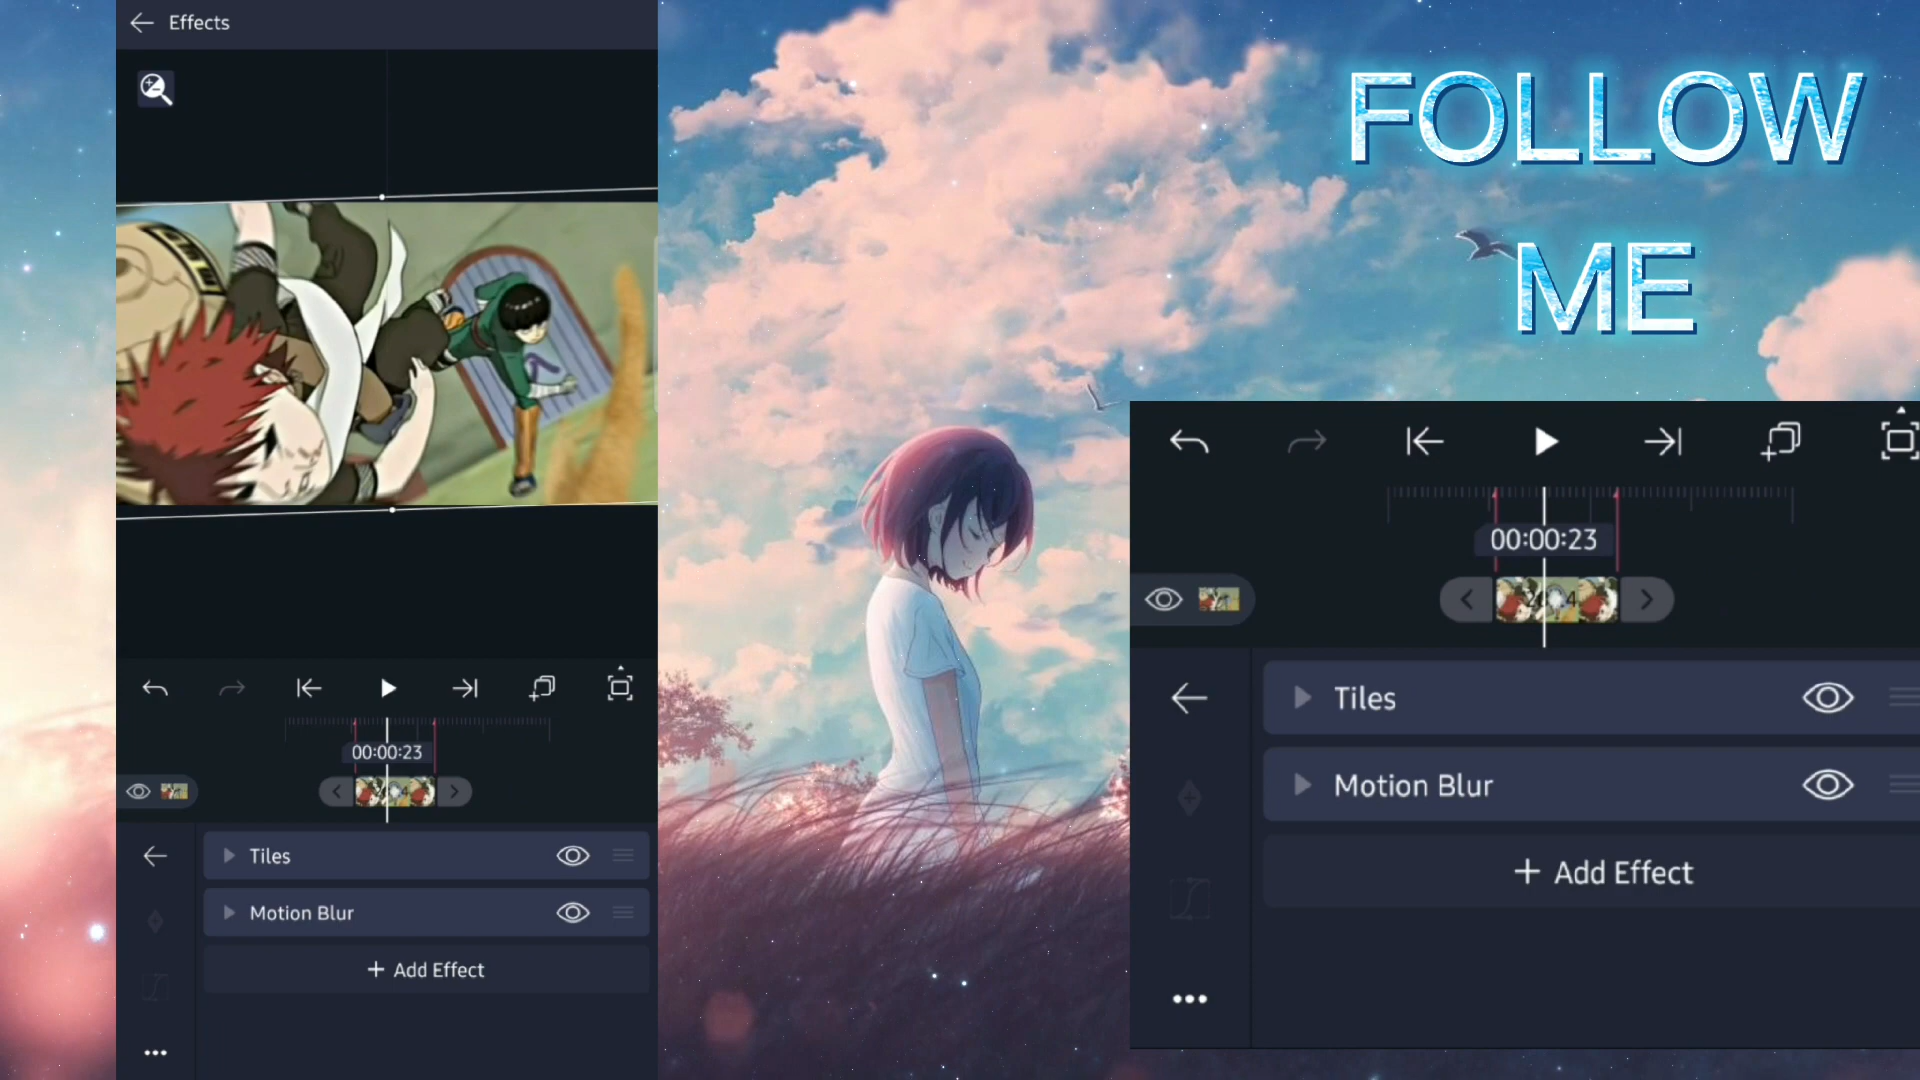 Effects
00:00:23
Tiles
Motion Blur
+ Add Effect
FOLLOW
ME
00:00:23
Tiles
Motion Blur
+ Add Effect